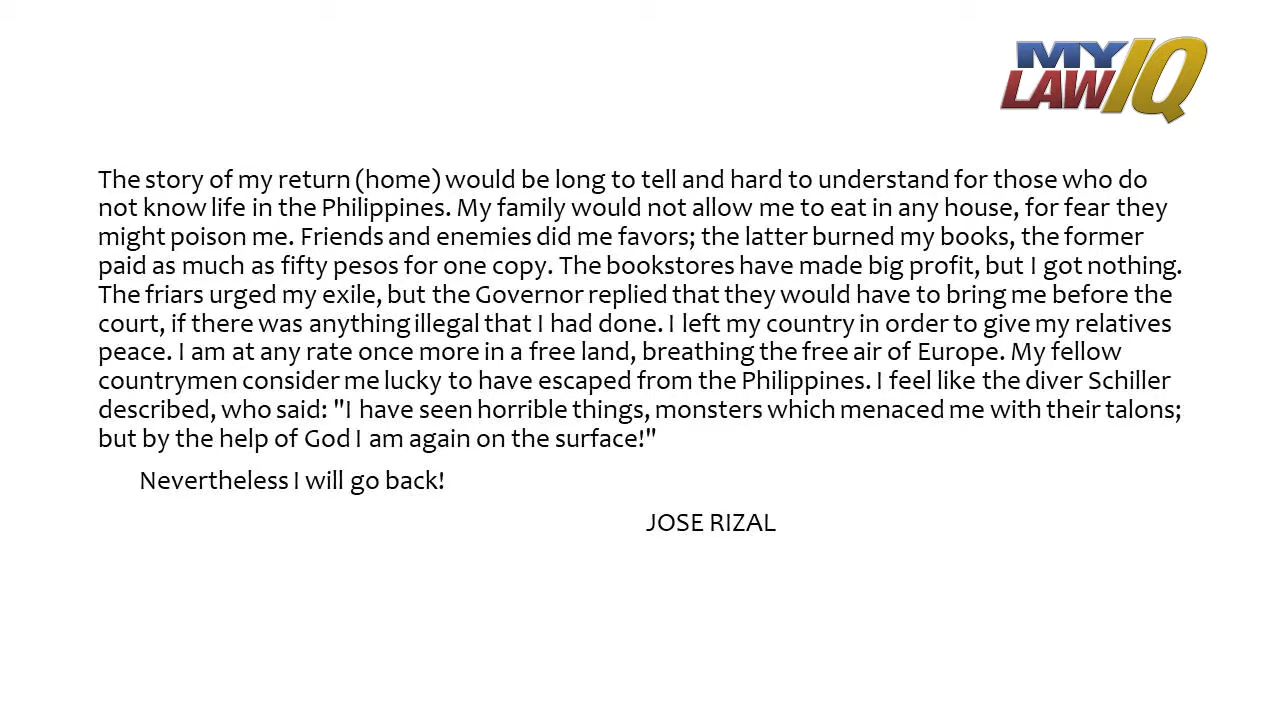 MY
LAW IQ
The story of my return (home) would be long to tell and hard to understand for those who do
not know life in the Philippines. My family would not allow me to eat in any house, for fear they
might poison me. Friends and enemies did me favors; the latter burned my books, the former
paid as much as fifty pesos for one copy. The bookstores have made big profit, but I got nothing.
The friars urged my exile, but the Governor replied that they would have to bring me before the
court, if there was anything illegal that I had done. I left my country in order to give my relatives
peace. I am at any rate once more in a free land, breathing the free air of Europe. My fellow
countrymen consider me lucky to have escaped from the Philippines. I feel like the diver Schiller
described, who said: "I have seen horrible things, monsters which menaced me with their talons;
but by the help of God I am again on the surface!"
Nevertheless I will go back!
JOSE RIZAL